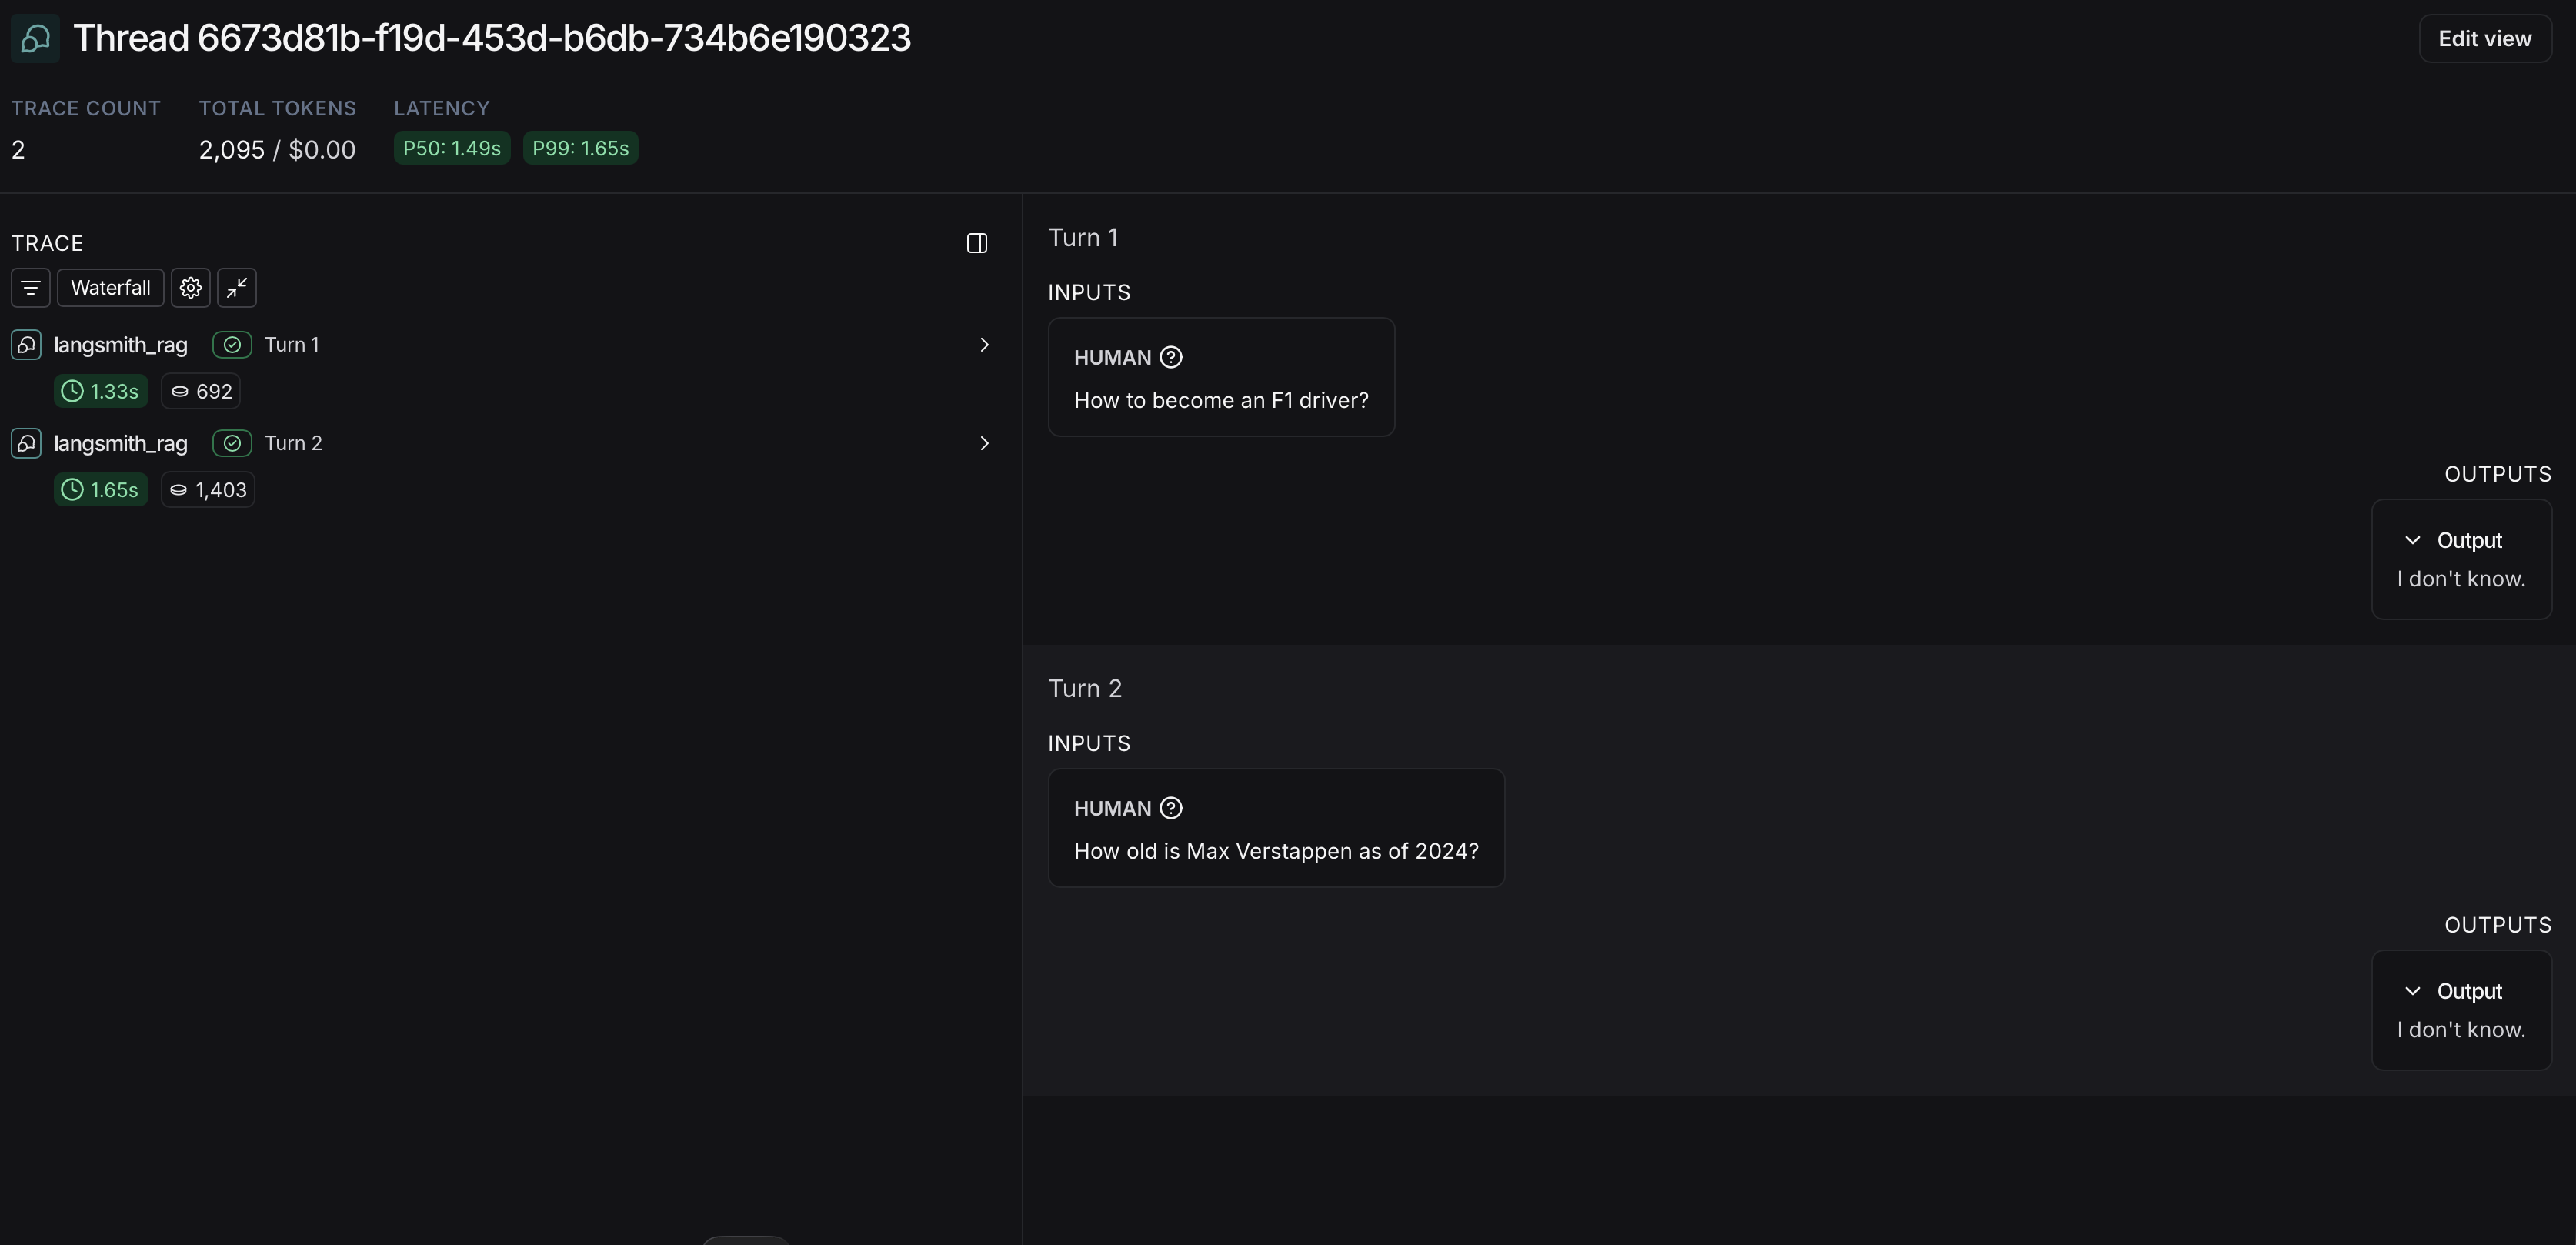 Thread 6673d81b-f19d-453d-b6db-734b6e190323
Edit view
TRACE COUNT
2
TOTAL TOKENS
2,095 / $0.00
LATENCY
P50: 1.49s P99: 1.65s
TRACE
Waterfall
langsmith_rag Turn 1
1.33s 692
langsmith_rag Turn 2
1.65s 1,403
Turn 1
INPUTS
HUMAN
How to become an F1 driver?
OUTPUTS
Output
I don't know.
Turn 2
INPUTS
HUMAN
How old is Max Verstappen as of 2024?
OUTPUTS
Output
I don't know.